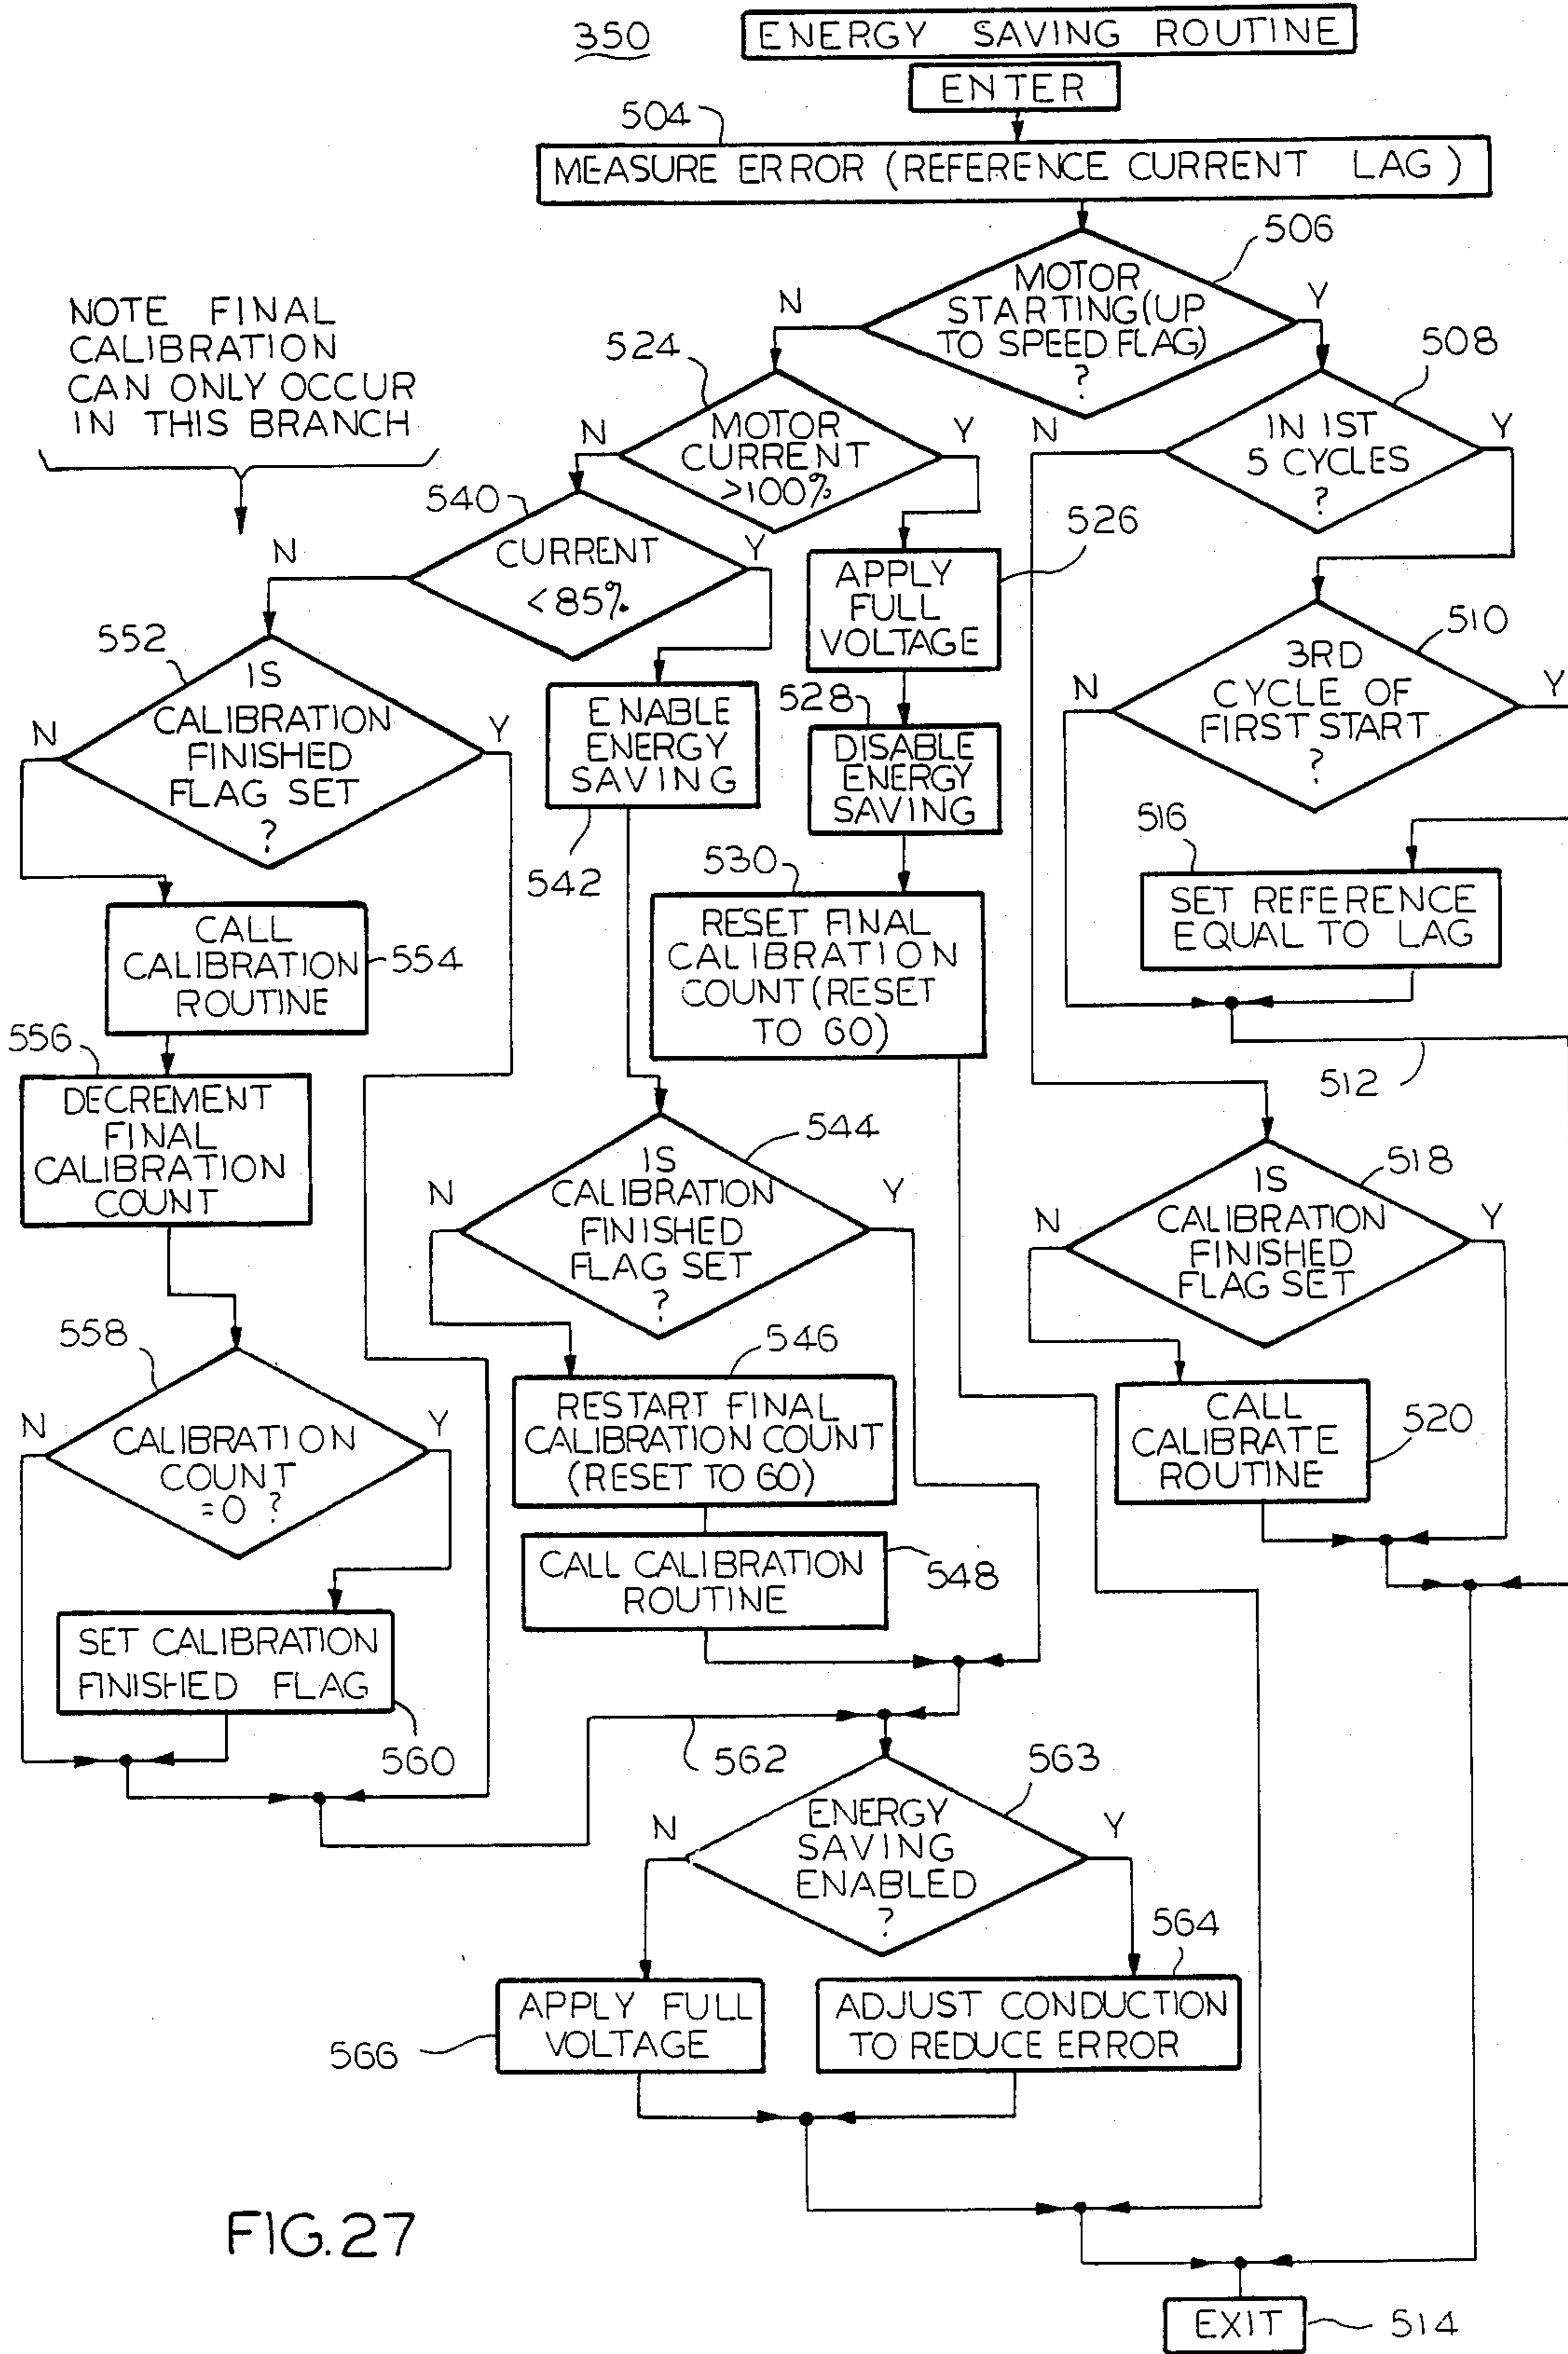 350
ENERGY SAVING ROUTINE
ENTER
504
MEASURE ERROR (REFERENCE CURRENT LAG)
506
MOTOR
STARTING (UP
TO SPEED FLAG)
?
N
Y
NOTE FINAL
CALIBRATION
CAN ONLY OCCUR
IN THIS BRANCH
524
MOTOR
CURRENT
>100%
N
Y
508
IN 1ST
5 CYCLES
?
N
Y
540
CURRENT
<85%
N
Y
526
APPLY
FULL
VOLTAGE
510
3RD
CYCLE OF
FIRST START
?
N
Y
552
IS
CALIBRATION
FINISHED
FLAG SET
?
N
Y
ENABLE
ENERGY
SAVING
542
528
DISABLE
ENERGY
SAVING
516
SET REFERENCE
EQUAL TO LAG
530
RESET FINAL
CALIBRATION
COUNT (RESET
TO 60)
CALL
CALIBRATION
ROUTINE
554
512
556
DECREMENT
FINAL
CALIBRATION
COUNT
544
IS
CALIBRATION
FINISHED
FLAG SET
?
N
Y
518
IS
CALIBRATION
FINISHED
FLAG SET
N
Y
558
CALIBRATION
COUNT
=0 ?
N
Y
546
RESTART FINAL
CALIBRATION COUNT
(RESET TO 60)
CALL
CALIBRATE
ROUTINE
520
CALL CALIBRATION
ROUTINE
548
SET CALIBRATION
FINISHED FLAG
560
562
563
ENERGY
SAVING
ENABLED
?
N
Y
564
APPLY FULL
VOLTAGE
566
ADJUST CONDUCTION
TO REDUCE ERROR
FIG.27
EXIT
514